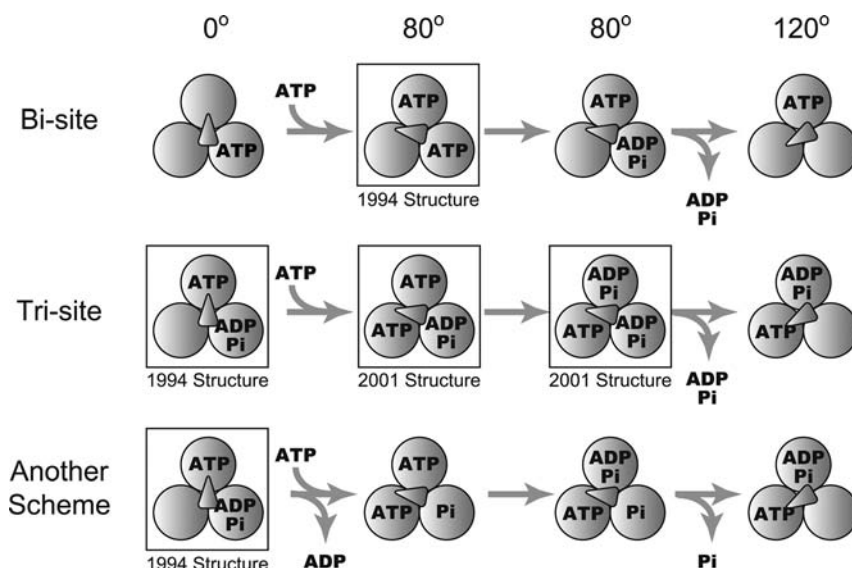 0° 80° 80° 120°
Bi-site
ATP
ATP
ATP
ATP
1994 Structure
ATP
ADP
Pi
ADP
Pi
ATP
Tri-site
ATP
ADP
Pi
1994 Structure
ATP
ATP
ATP
ADP
Pi
2001 Structure
ADP
Pi
ATP
ADP
Pi
2001 Structure
ADP
Pi
ADP
Pi
ATP
Another
Scheme
ATP
ADP
Pi
1994 Structure
ATP
ADP
ATP
ATP
Pi
ADP
Pi
ATP
Pi
Pi
ADP
Pi
ATP